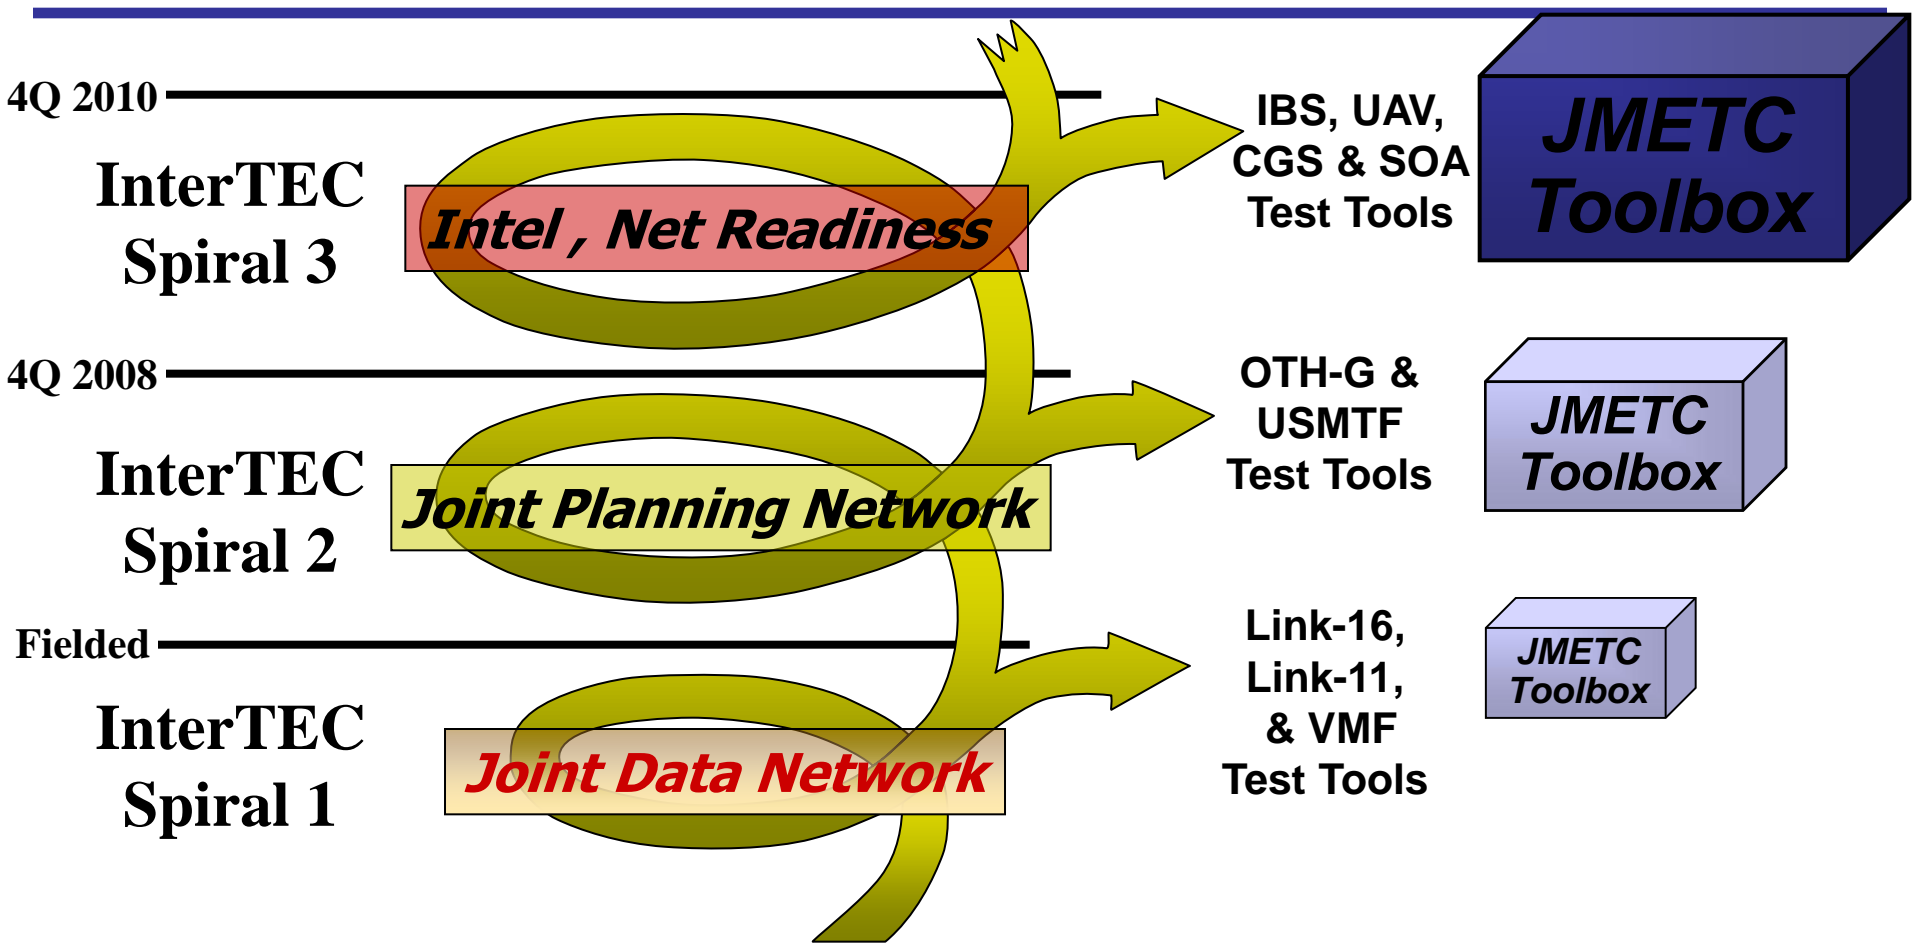 4Q 2010
InterTEC
Spiral 3
Intel , Net Readiness
IBS, UAV,
CGS & SOA
Test Tools
JMETC
Toolbox
4Q 2008
InterTEC
Spiral 2
Joint Planning Network
OTH-G &
USMTF
Test Tools
JMETC
Toolbox
Fielded
InterTEC
Spiral 1
Joint Data Network
Link-16,
Link-11,
& VMF
Test Tools
JMETC
Toolbox